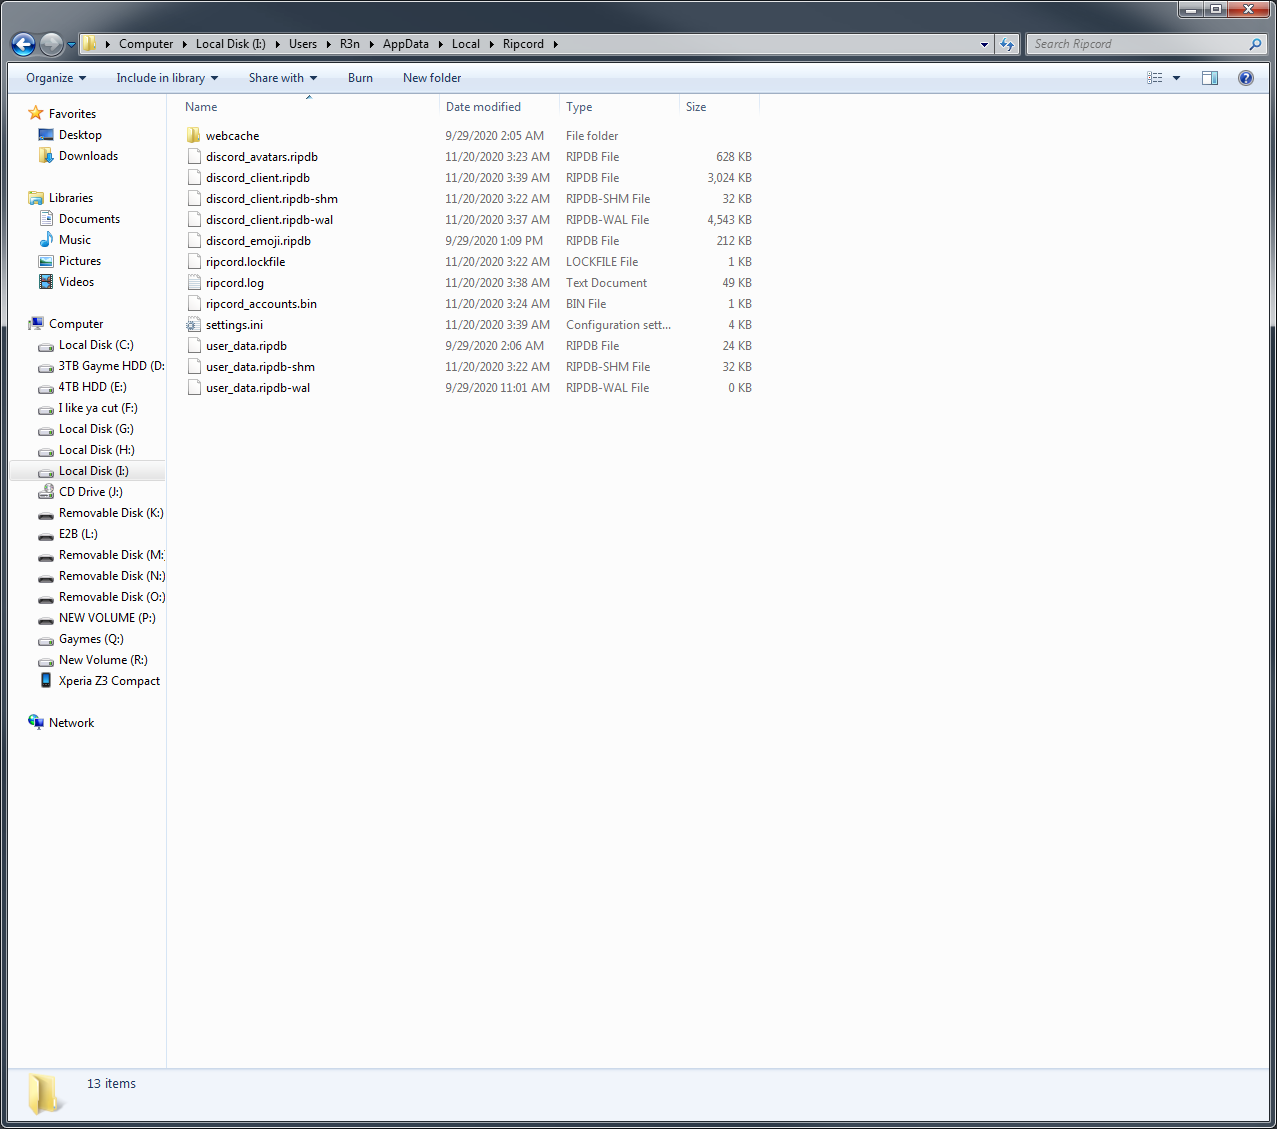 Computer Local Disk (I:) Users R3n AppData Local Ripcord Search Ripcord
Organize Include in library Share with Burn New folder
Favorites
Desktop
Downloads
Libraries
Documents
Music
Pictures
Videos
Computer
Local Disk (C:)
3TB Gayme HDD (D:
4TB HDD (E:)
I like ya cut (F:)
Local Disk (G:)
Local Disk (H:)
Local Disk (I:)
CD Drive (J:)
Removable Disk (K:)
E2B (L:)
Removable Disk (M:
Removable Disk (N:)
Removable Disk (O:)
NEW VOLUME (P:)
Gaymes (Q:)
New Volume (R:)
Xperia Z3 Compact
Network
Name Date modified Type Size
webcache 9/29/2020 2:05 AM File folder
discord_avatars.ripdb 11/20/2020 3:23 AM RIPDB File 628 KB
discord_client.ripdb 11/20/2020 3:39 AM RIPDB File 3,024 KB
discord_client.ripdb-shm 11/20/2020 3:22 AM RIPDB-SHM File 32 KB
discord_client.ripdb-wal 11/20/2020 3:37 AM RIPDB-WAL File 4,543 KB
discord_emoji.ripdb 9/29/2020 1:09 PM RIPDB File 212 KB
ripcord.lockfile 11/20/2020 3:22 AM LOCKFILE File 1 KB
ripcord.log 11/20/2020 3:38 AM Text Document 49 KB
ripcord_accounts.bin 11/20/2020 3:24 AM BIN File 1 KB
settings.ini 11/20/2020 3:39 AM Configuration sett... 4 KB
user_data.ripdb 9/29/2020 2:06 AM RIPDB File 24 KB
user_data.ripdb-shm 11/20/2020 3:22 AM RIPDB-SHM File 32 KB
user_data.ripdb-wal 9/29/2020 11:01 AM RIPDB-WAL File 0 KB
13 items